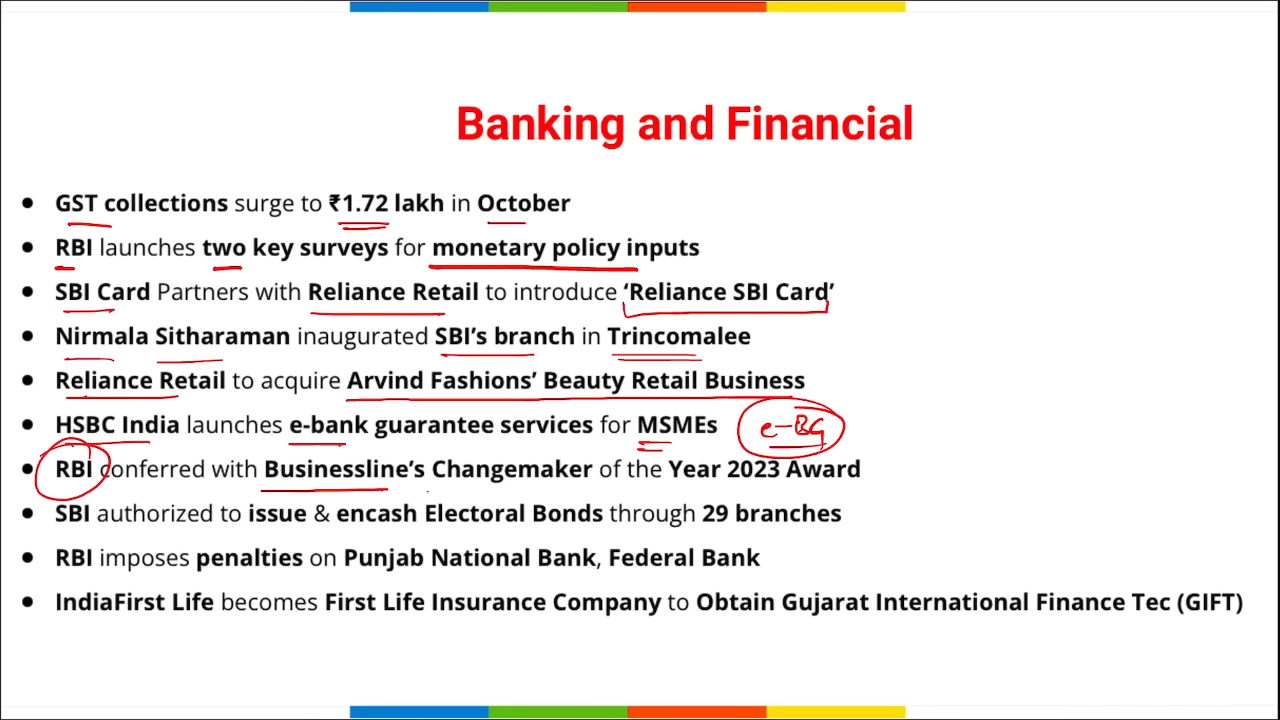 Banking and Financial
• GST collections surge to ₹1.72 lakh in October
• RBI launches two key surveys for monetary policy inputs
• SBI Card Partners with Reliance Retail to introduce ‘Reliance SBI Card’
• Nirmala Sitharaman inaugurated SBI’s branch in Trincomalee
• Reliance Retail to acquire Arvind Fashions’ Beauty Retail Business
• HSBC India launches e-bank guarantee services for MSMEs e-BG
• RBI conferred with Businessline’s Changemaker of the Year 2023 Award
• SBI authorized to issue & encash Electoral Bonds through 29 branches
• RBI imposes penalties on Punjab National Bank, Federal Bank
• IndiaFirst Life becomes First Life Insurance Company to Obtain Gujarat International Finance Tec (GIFT)